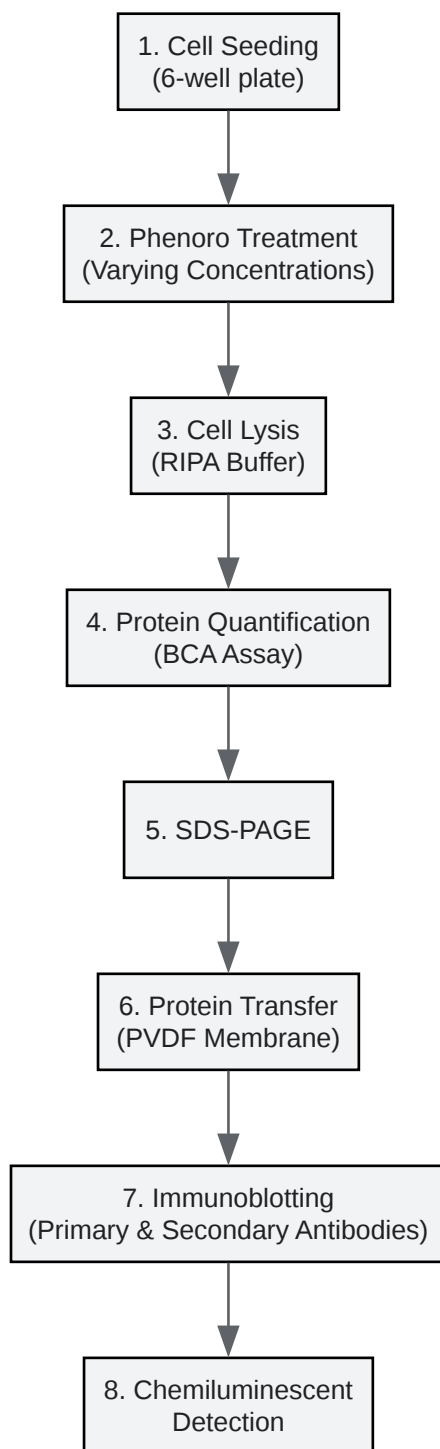 1. Cell Seeding
(6-well plate)
2. Phenoro Treatment
(Varying Concentrations)
3. Cell Lysis
(RIPA Buffer)
4. Protein Quantification
(BCA Assay)
5. SDS-PAGE
6. Protein Transfer
(PVDF Membrane)
7. Immunoblotting
(Primary & Secondary Antibodies)
8. Chemiluminescent
Detection